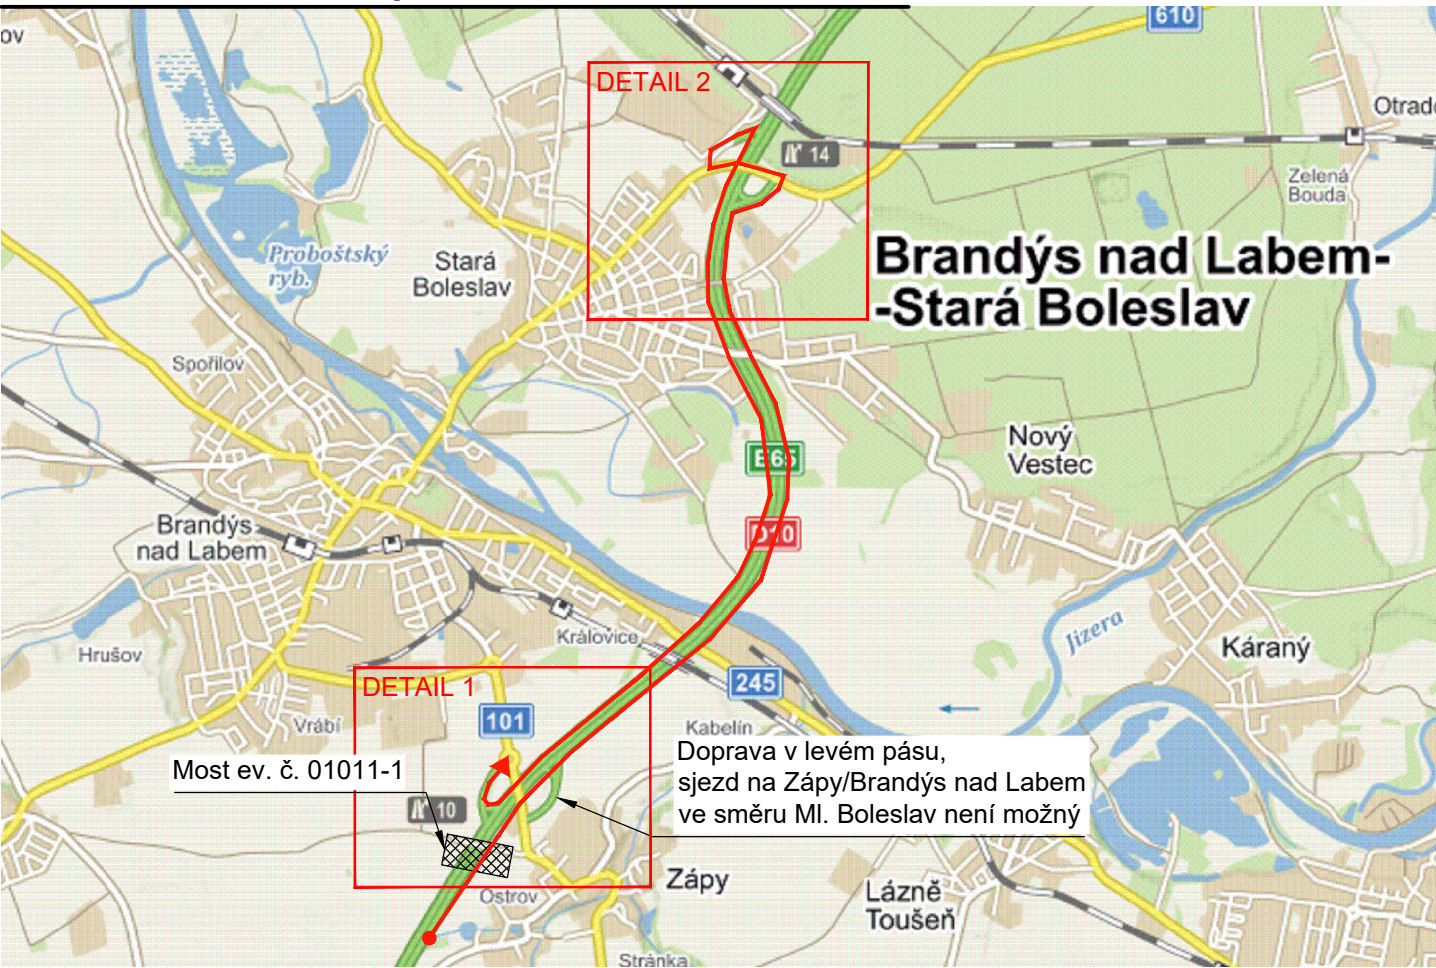 ov
610
DETAIL 2
Otrad
14
Zelená
Bouda
Proboštský
ryb.
Stará
Boleslav
Brandýs nad Labem-
-Stará Boleslav
Spořilov
Nový
Vestec
E65
Brandýs
nad Labem
D10
Jizera
Královice
Hrušov
Káraný
DETAIL 1
245
101
Vrábí
Kabelín
Most ev. č. 01011-1
Doprava v levém pásu,
sjezd na Zápy/Brandýs nad Labem
ve směru Ml. Boleslav není možný
10
Zápy
Ostrov
Lázně
Toušeň
Stránka